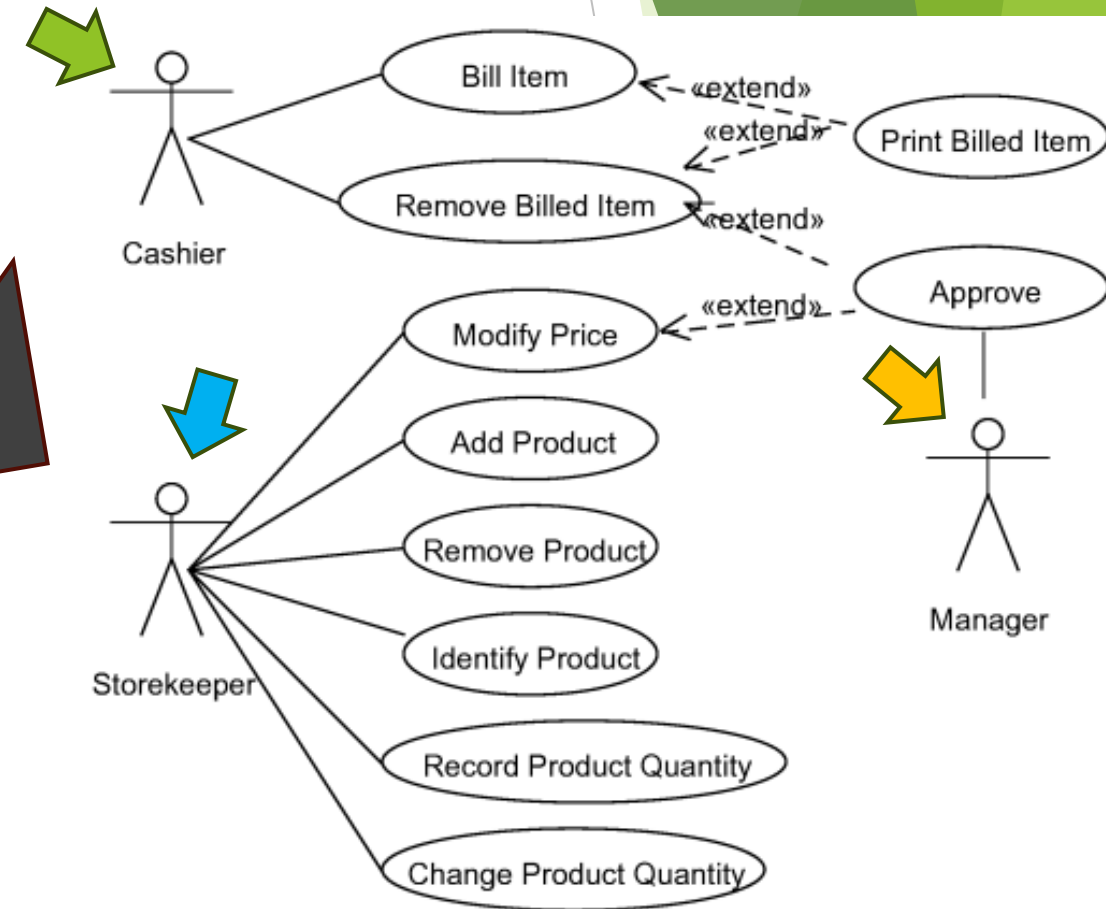 Bill Item
«extend»
«extend»
Print Billed Item
Remove Billed Item
«extend»
Cashier
Approve
«extend»
Modify Price
Add Product
Remove Product
Manager
Identify Product
Storekeeper
Record Product Quantity
Change Product Quantity